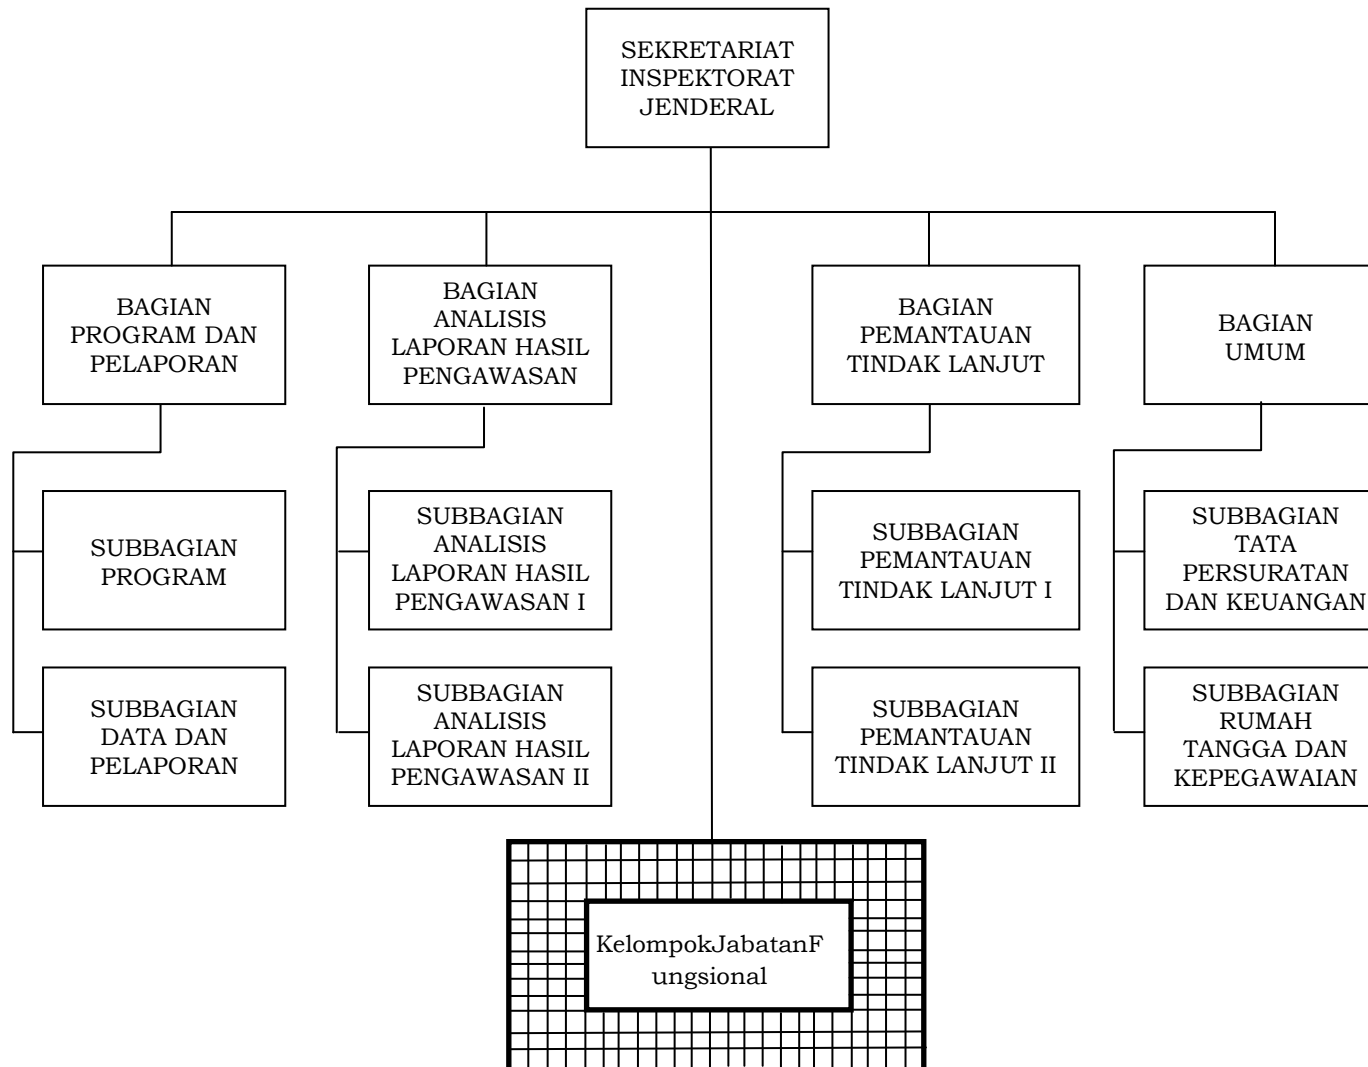 SEKRETARIAT
INSPEKTORAT
JENDERAL
BAGIAN
PROGRAM DAN
PELAPORAN
BAGIAN
ANALISIS
LAPORAN HASIL
PENGAWASAN
BAGIAN
PEMANTAUAN
TINDAK LANJUT
BAGIAN
UMUM
SUBBAGIAN
PROGRAM
SUBBAGIAN
ANALISIS
LAPORAN HASIL
PENGAWASAN I
SUBBAGIAN
PEMANTAUAN
TINDAK LANJUT I
SUBBAGIAN
TATA
PERSURATAN
DAN KEUANGAN
SUBBAGIAN
DATA DAN
PELAPORAN
SUBBAGIAN
ANALISIS
LAPORAN HASIL
PENGAWASAN II
SUBBAGIAN
PEMANTAUAN
TINDAK LANJUT II
SUBBAGIAN
RUMAH
TANGGA DAN
KEPEGAWAIAN
KelompokJabatanF
ungsional